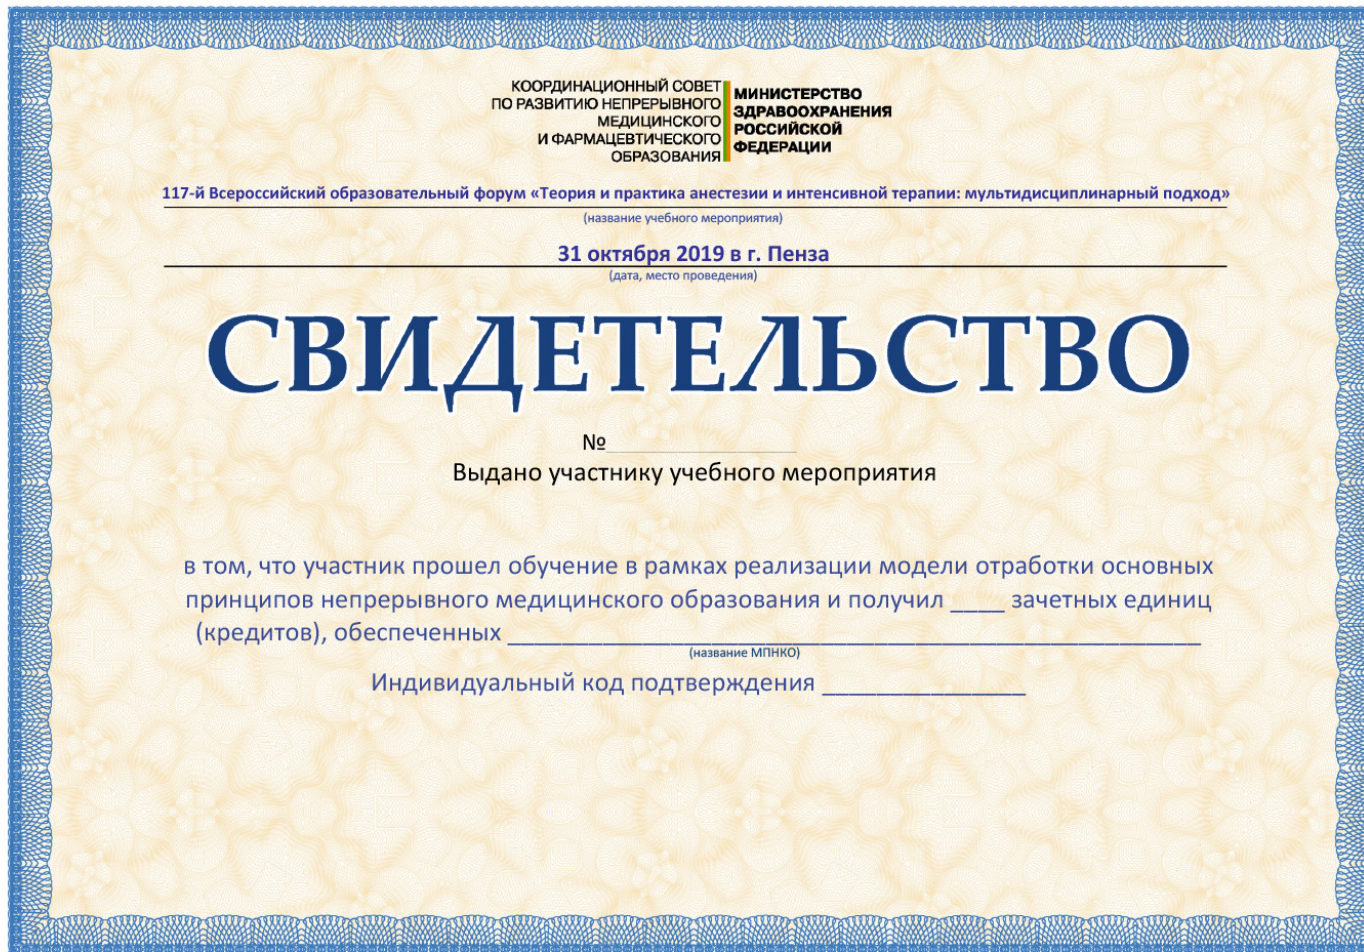 КООРДИНАЦИОННЫЙ СОВЕТ
ПО РАЗВИТИЮ НЕПРЕРЫВНОГО
МЕДИЦИНСКОГО
И ФАРМАЦЕВТИЧЕСКОГО
ОБРАЗОВАНИЯ
МИНИСТЕРСТВО
ЗДРАВООХРАНЕНИЯ
РОССИЙСКОЙ
ФЕДЕРАЦИИ
117-й Всероссийский образовательный форум «Теория и практика анестезии и интенсивной терапии: мультидисциплинарный подход»
(название учебного мероприятия)
31 октября 2019 в г. Пенза
(дата, место проведения)
СВИДЕТЕЛЬСТВО
№_______________
Выдано участнику учебного мероприятия
в том, что участник прошел обучение в рамках реализации модели отработки основных
принципов непрерывного медицинского образования и получил ____ зачетных единиц
(кредитов), обеспеченных ____________________________________________________
(название МПНКО)
Индивидуальный код подтверждения _______________